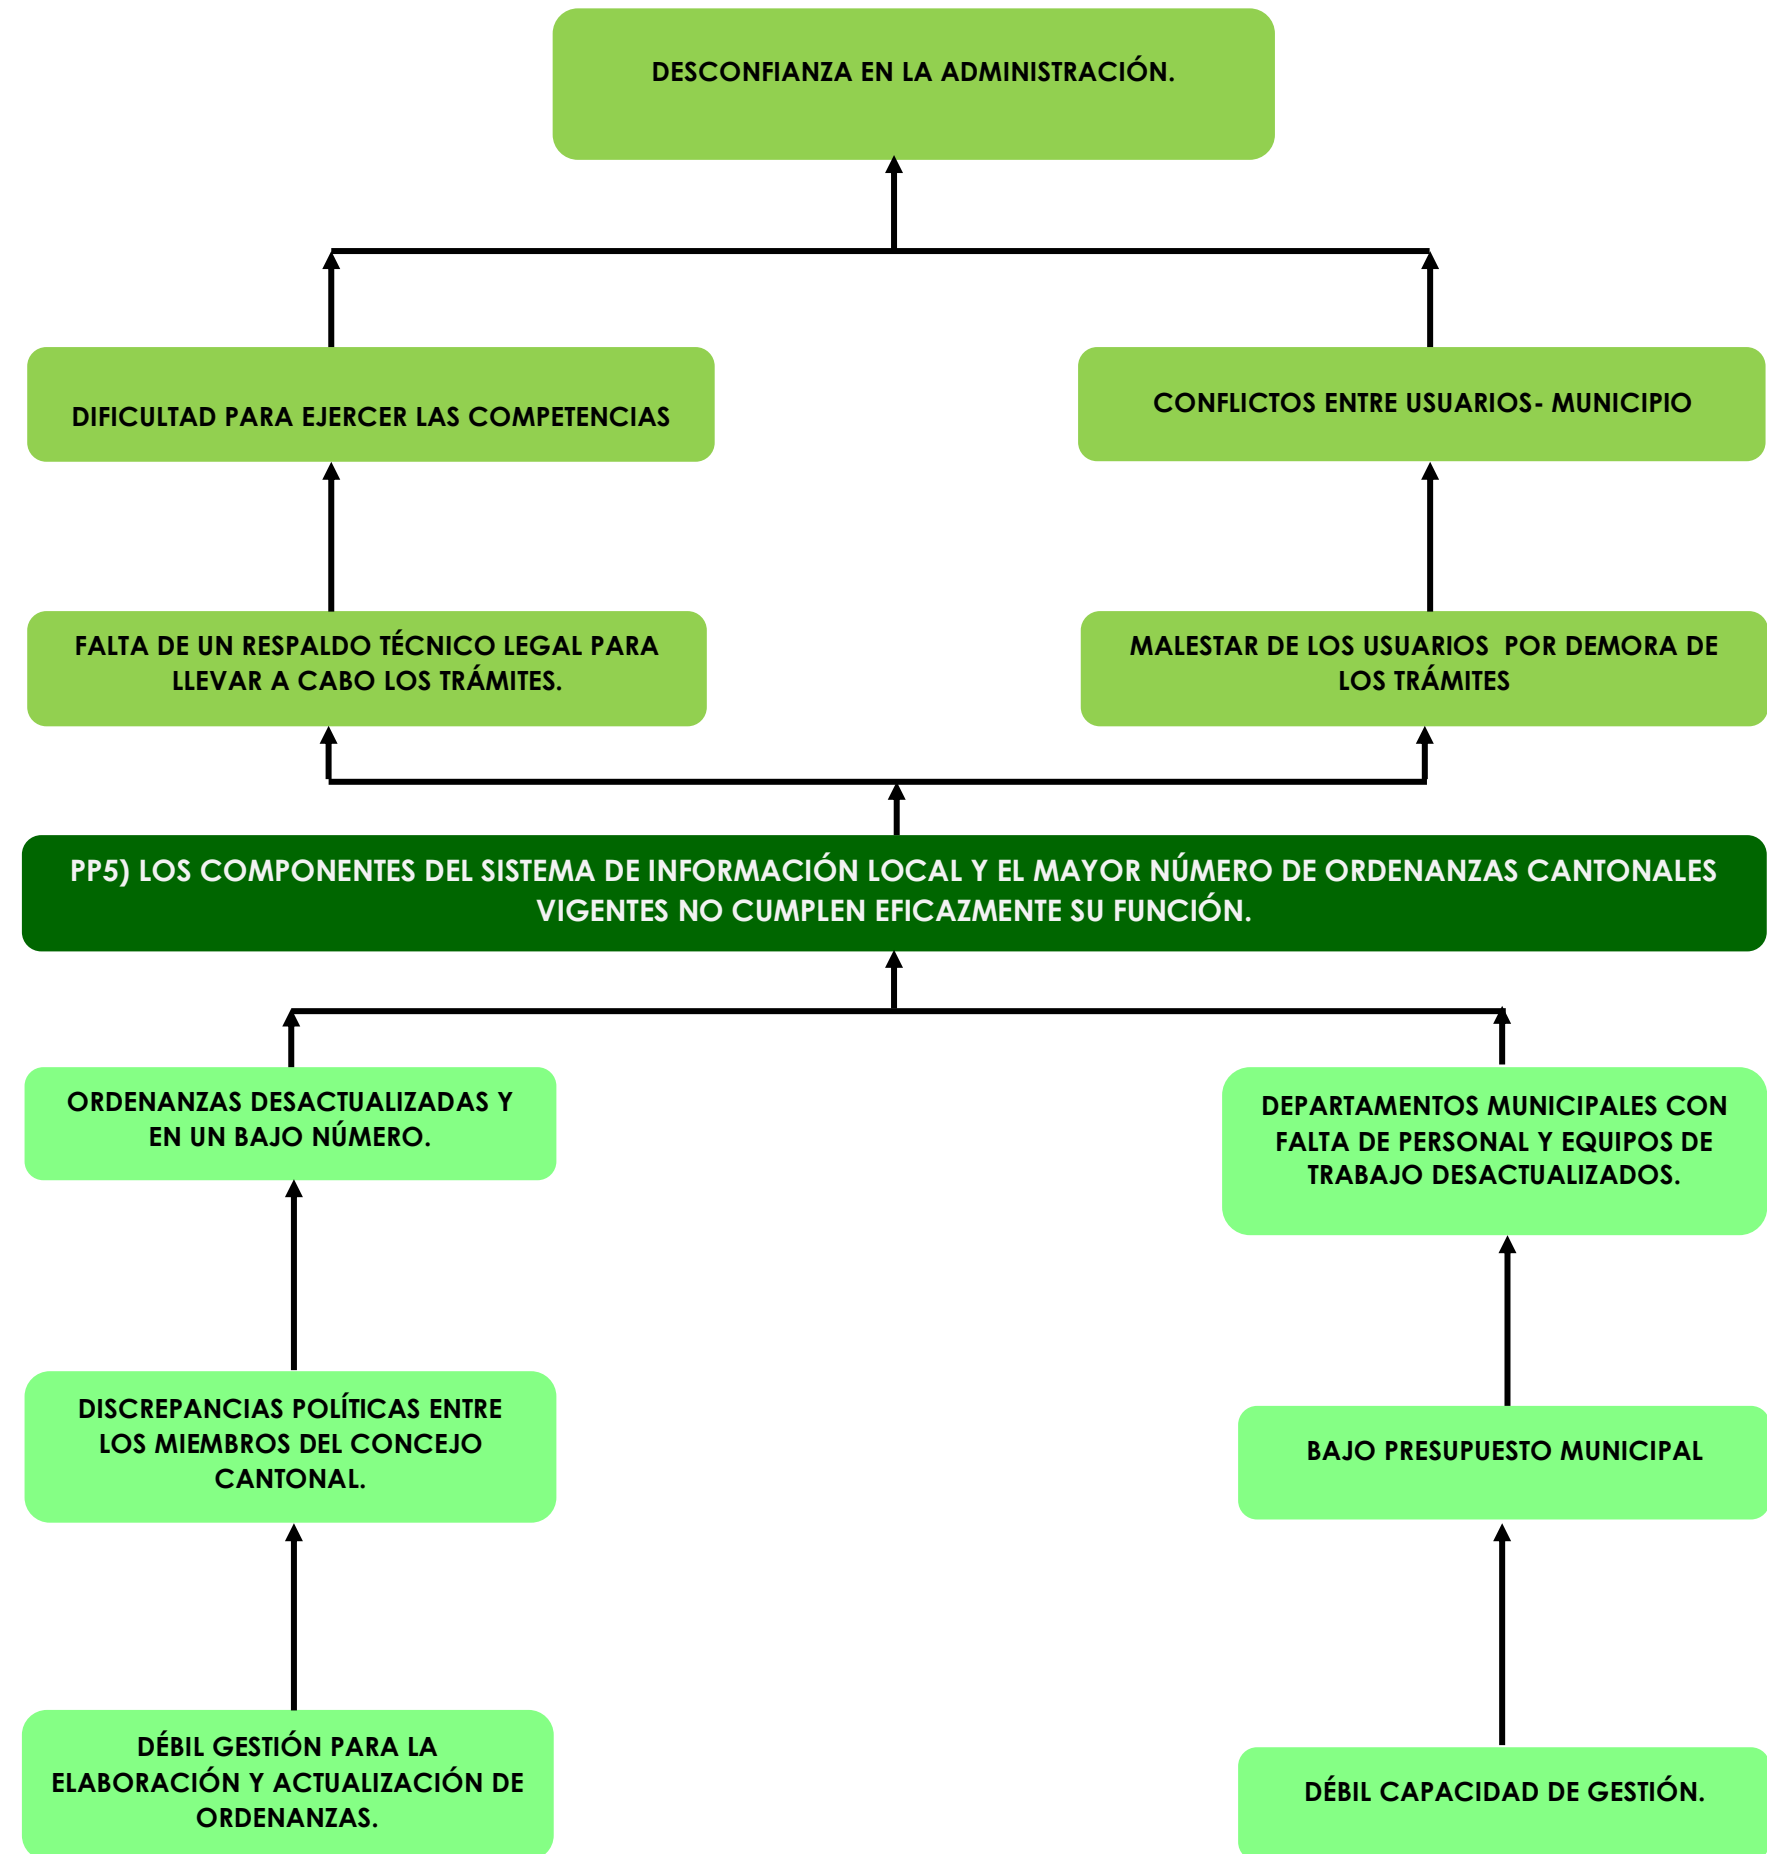 DESCONFIANZA EN LA ADMINISTRACIÓN.
DIFICULTAD PARA EJERCER LAS COMPETENCIAS
CONFLICTOS ENTRE USUARIOS- MUNICIPIO
FALTA DE UN RESPALDO TÉCNICO LEGAL PARA
LLEVAR A CABO LOS TRÁMITES.
MALESTAR DE LOS USUARIOS  POR DEMORA DE
LOS TRÁMITES
PP5) LOS COMPONENTES DEL SISTEMA DE INFORMACIÓN LOCAL Y EL MAYOR NÚMERO DE ORDENANZAS CANTONALES
VIGENTES NO CUMPLEN EFICAZMENTE SU FUNCIÓN.
ORDENANZAS DESACTUALIZADAS Y
EN UN BAJO NÚMERO.
DEPARTAMENTOS MUNICIPALES CON
FALTA DE PERSONAL Y EQUIPOS DE
TRABAJO DESACTUALIZADOS.
DISCREPANCIAS POLÍTICAS ENTRE
LOS MIEMBROS DEL CONCEJO
CANTONAL.
BAJO PRESUPUESTO MUNICIPAL
DÉBIL GESTIÓN PARA LA
ELABORACIÓN Y ACTUALIZACIÓN DE
ORDENANZAS.
DÉBIL CAPACIDAD DE GESTIÓN.